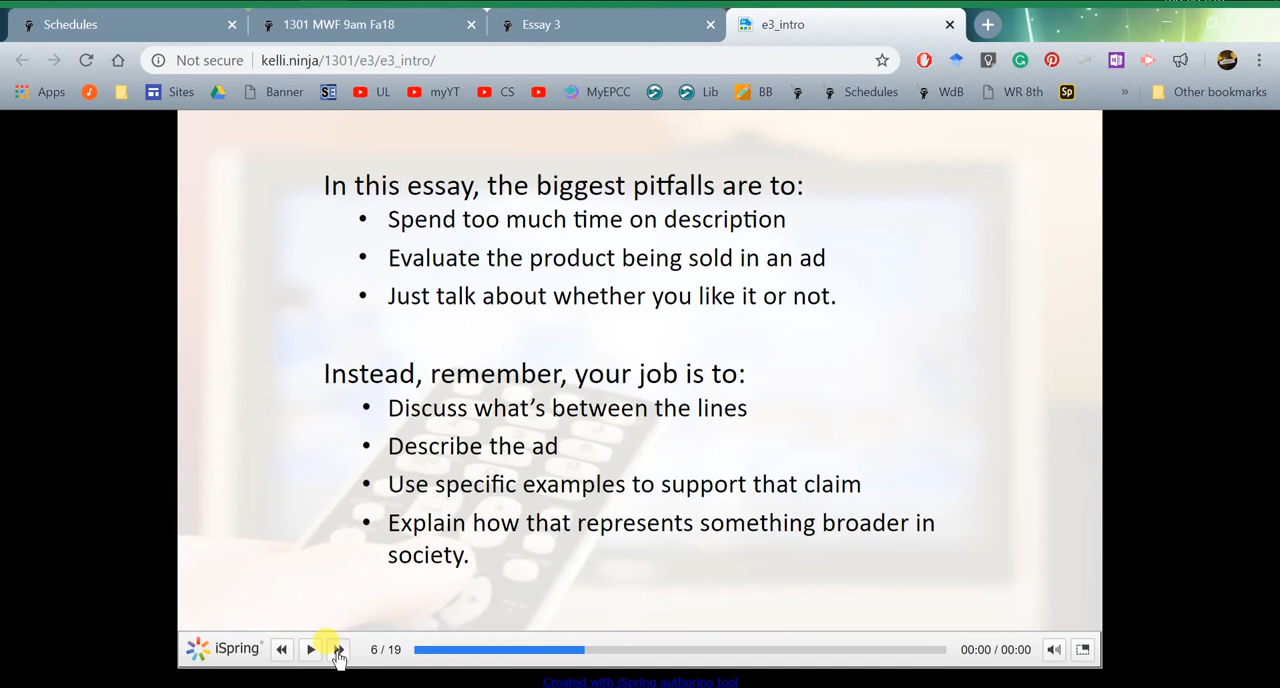 Schedules
1301 MWF 9am Fa18
Essay 3
e3_intro
Not secure
kelli.ninja/1301/e3/e3_intro/
Apps
Sites
Banner
SE
UL
myYT
CS
MyEPCC
Lib
BB
Schedules
WdB
WR 8th
Sp
»
Other bookmarks
In this essay, the biggest pitfalls are to:
• Spend too much time on description
• Evaluate the product being sold in an ad
• Just talk about whether you like it or not.
Instead, remember, your job is to:
• Discuss what's between the lines
• Describe the ad
• Use specific examples to support that claim
• Explain how that represents something broader in
society.
iSpring
6 / 19
00:00 / 00:00
Created with iSpring authoring tool